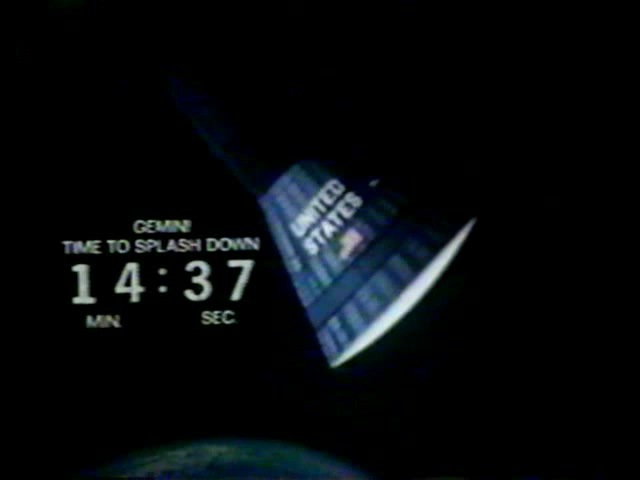 GEMINI
TIME TO SPLASH DOWN
14:37
MIN. SEC.
UNITED
STATES